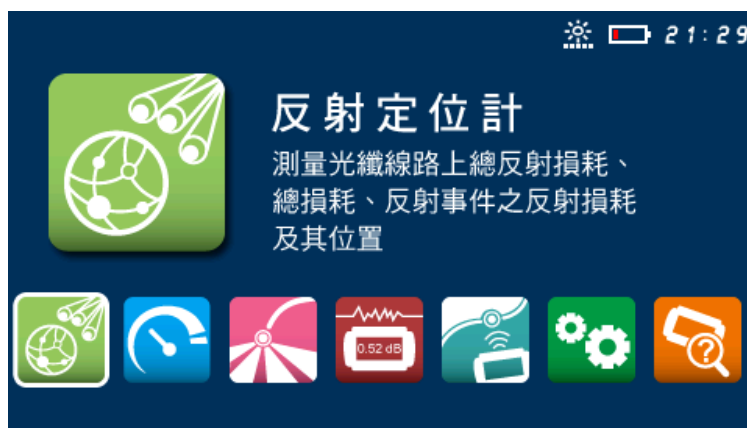 21:29
反射定位計
測量光纖線路上總反射損耗、
總損耗、反射事件之反射損耗
及其位置
0.52 dB
?